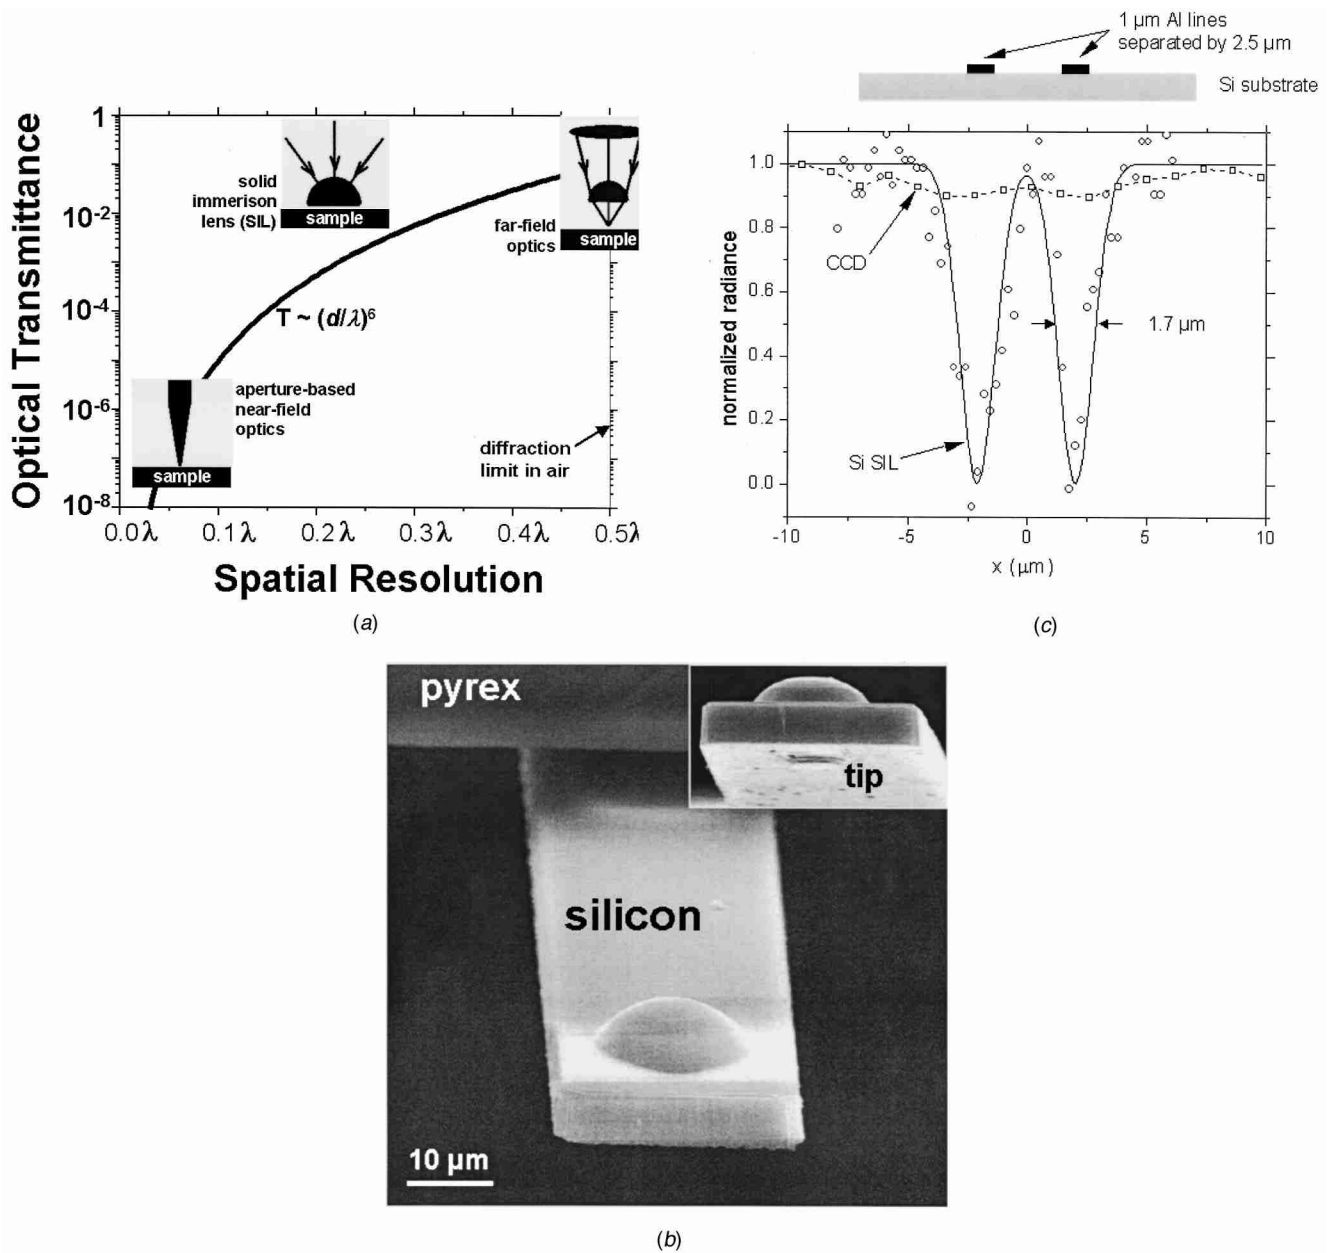 Optical Transmittance
1
10-2
10-4
10-6
10-8
solid
immerison
lens (SIL)
sample
far-field
optics
sample
T ~ (d/λ)6
aperture-based
near-field
optics
sample
diffraction
limit in air
0.0λ 0.1λ 0.2λ 0.3λ 0.4λ 0.5λ
Spatial Resolution
(a)
1 µm Al lines
separated by 2.5 µm
Si substrate
normalized radiance
1.0
0.8
0.6
0.4
0.2
0.0
CCD
1.7 µm
Si SIL
-10 -5 0 5 10
x (µm)
(c)
pyrex
tip
silicon
10 µm
(b)